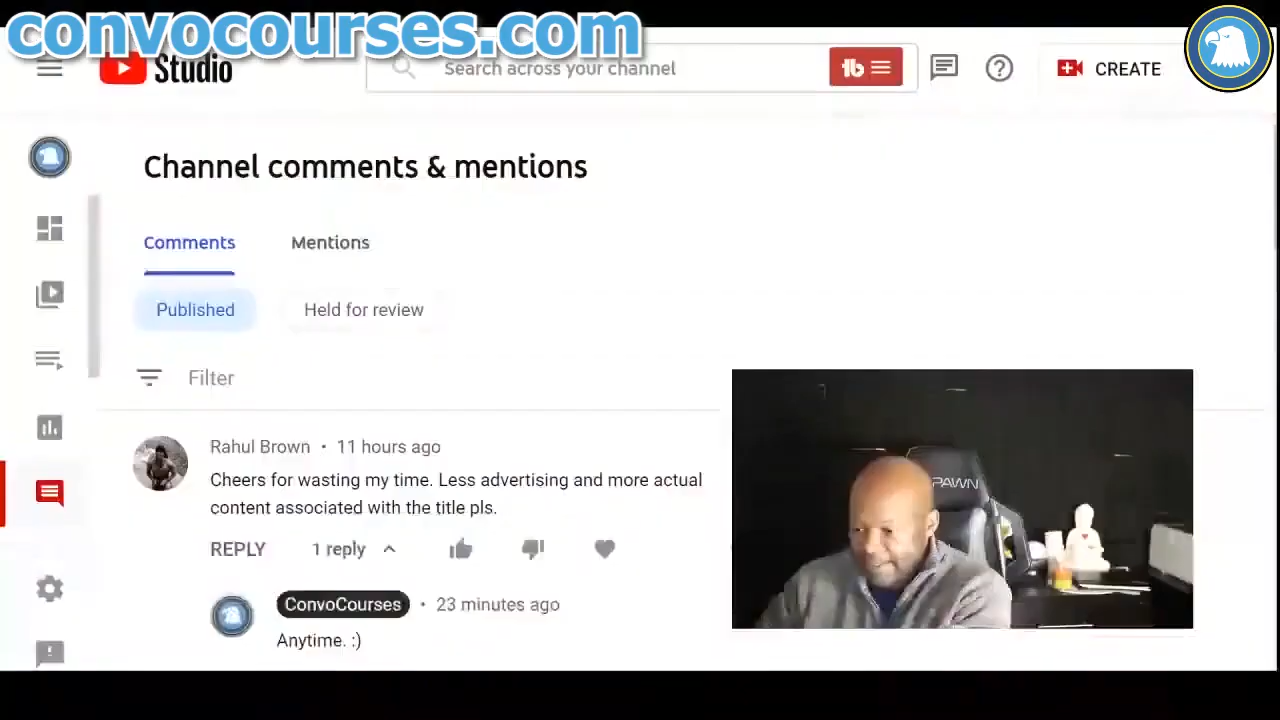 convocourses.com
Studio
Search across your channel
tb
CREATE
Channel comments & mentions
Comments
Mentions
Published
Held for review
Filter
Rahul Brown • 11 hours ago
Cheers for wasting my time. Less advertising and more actual
content associated with the title pls.
REPLY
1 reply
ConvoCourses • 23 minutes ago
Anytime. :)